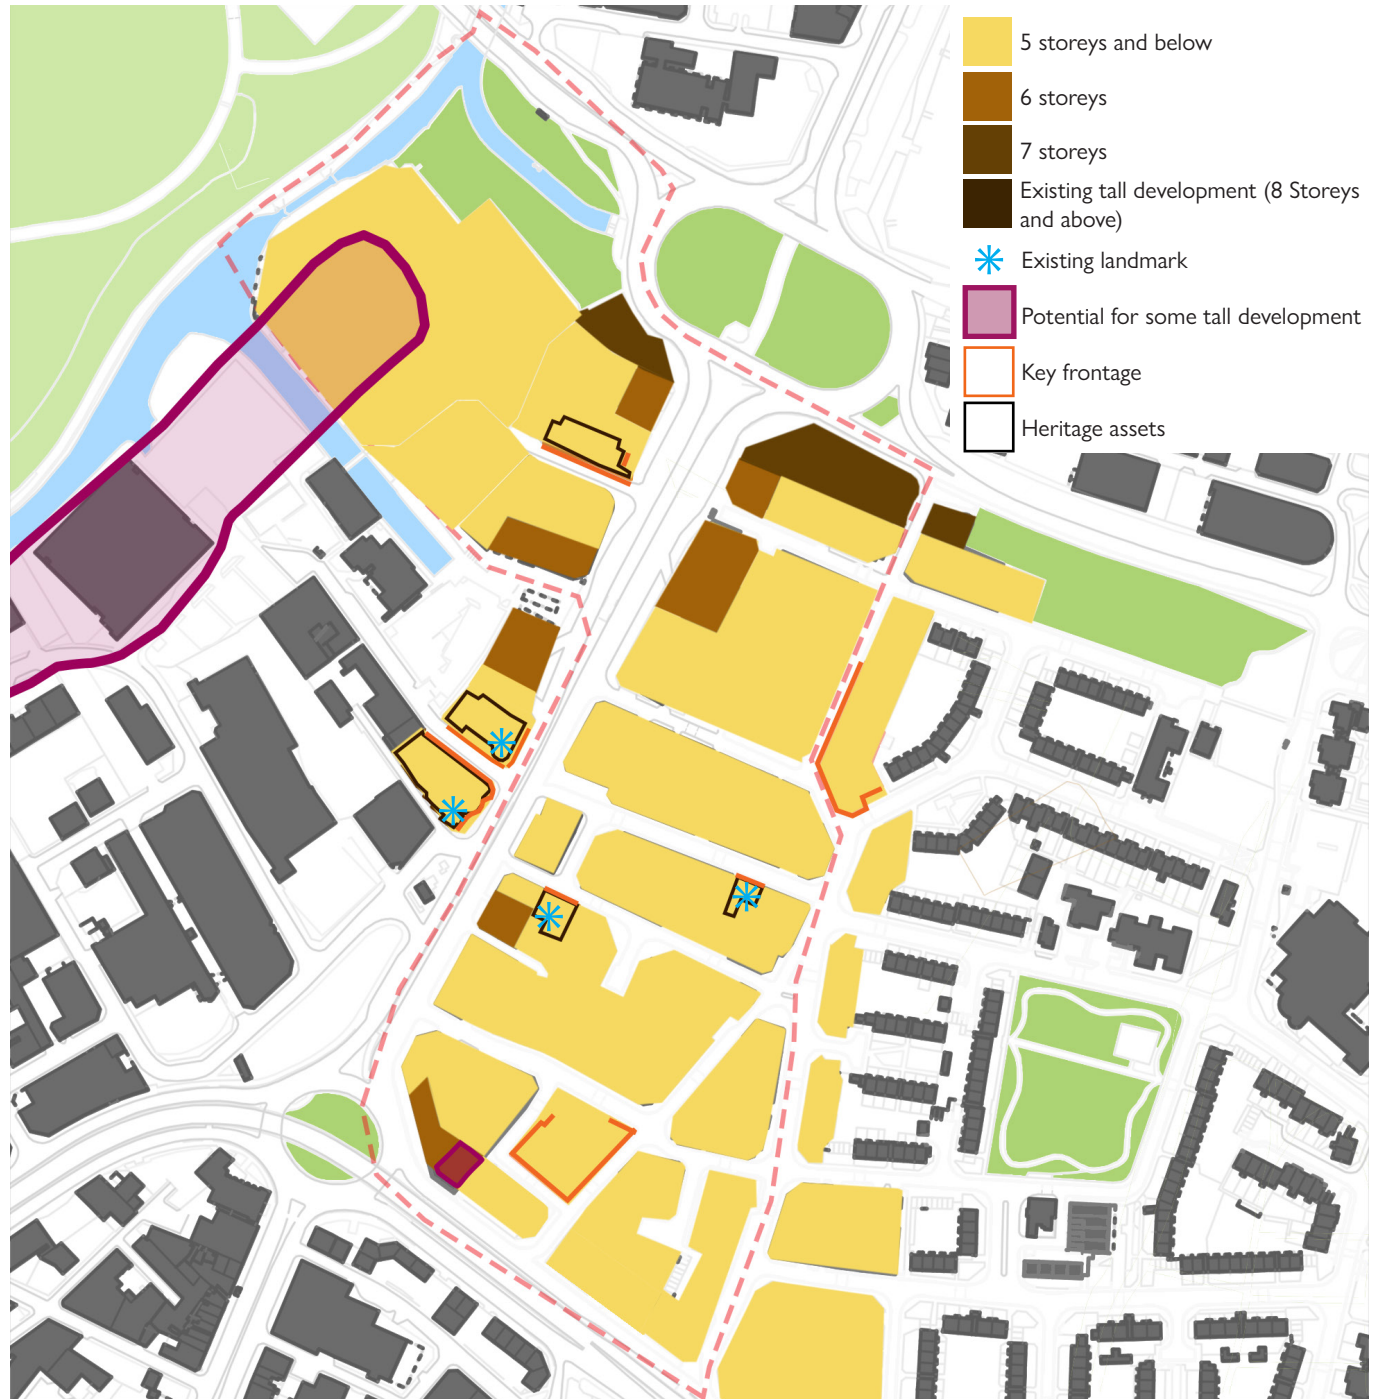 5 storeys and below
6 storeys
7 storeys
Existing tall development (8 Storeys
and above)
Existing landmark
Potential for some tall development
Key frontage
Heritage assets